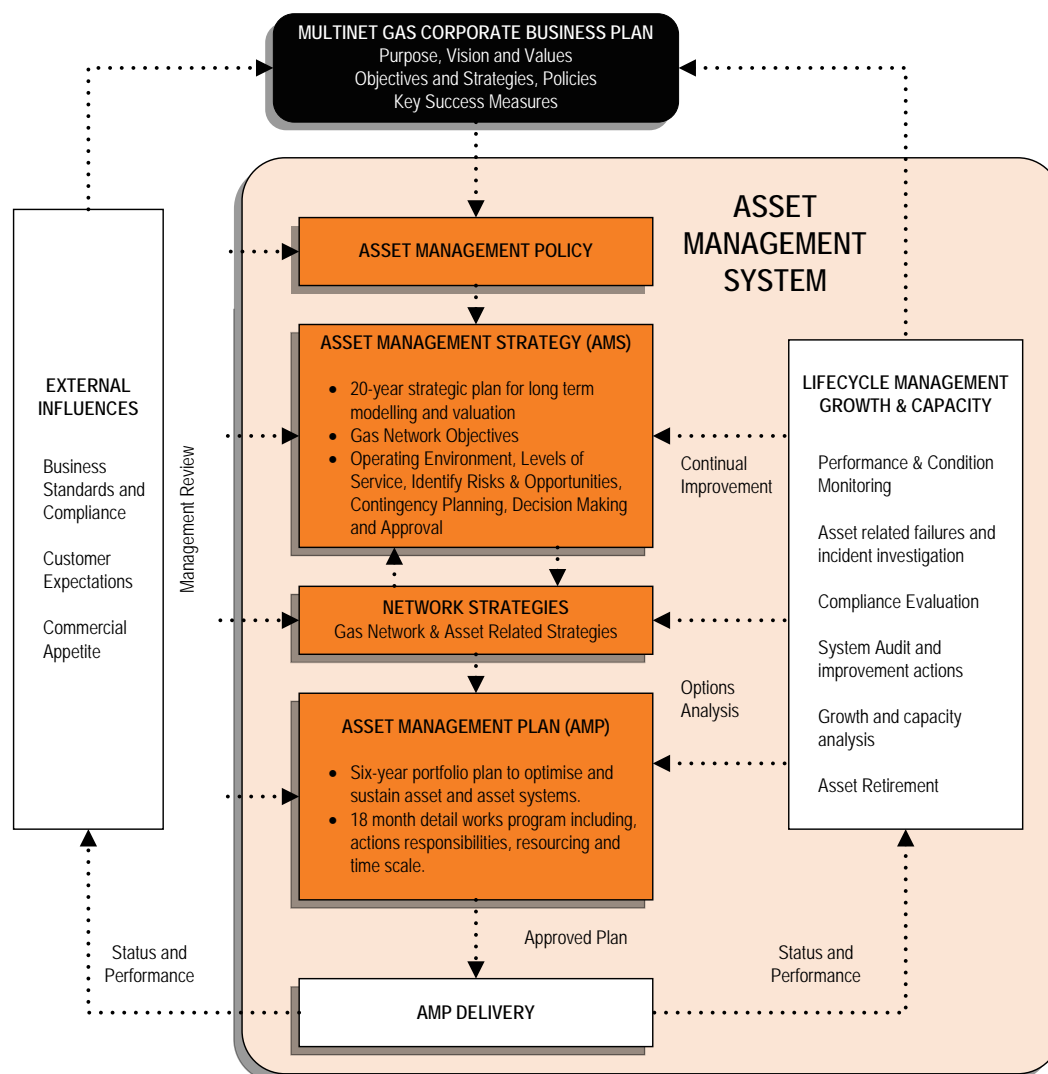 MULTINET GAS CORPORATE BUSINESS PLAN
Purpose, Vision and Values
Objectives and Strategies, Policies
Key Success Measures
ASSET
MANAGEMENT
SYSTEM
ASSET MANAGEMENT POLICY
ASSET MANAGEMENT STRATEGY (AMS)
● 20-year strategic plan for long term
modelling and valuation
● Gas Network Objectives
● Operating Environment, Levels of
Service, Identify Risks & Opportunities,
Contingency Planning, Decision Making
and Approval
EXTERNAL
INFLUENCES
Business
Standards and
Compliance
Customer
Expectations
Commercial
Appetite
Management Review
Continual
Improvement
LIFECYCLE MANAGEMENT
GROWTH & CAPACITY
Performance & Condition
Monitoring
Asset related failures and
incident investigation
Compliance Evaluation
System Audit and
improvement actions
Growth and capacity
analysis
Asset Retirement
NETWORK STRATEGIES
Gas Network & Asset Related Strategies
Options
Analysis
ASSET MANAGEMENT PLAN (AMP)
● Six-year portfolio plan to optimise and
sustain asset and asset systems.
● 18 month detail works program including,
actions responsibilities, resourcing and
time scale.
Approved Plan
Status and
Performance
Status and
Performance
AMP DELIVERY